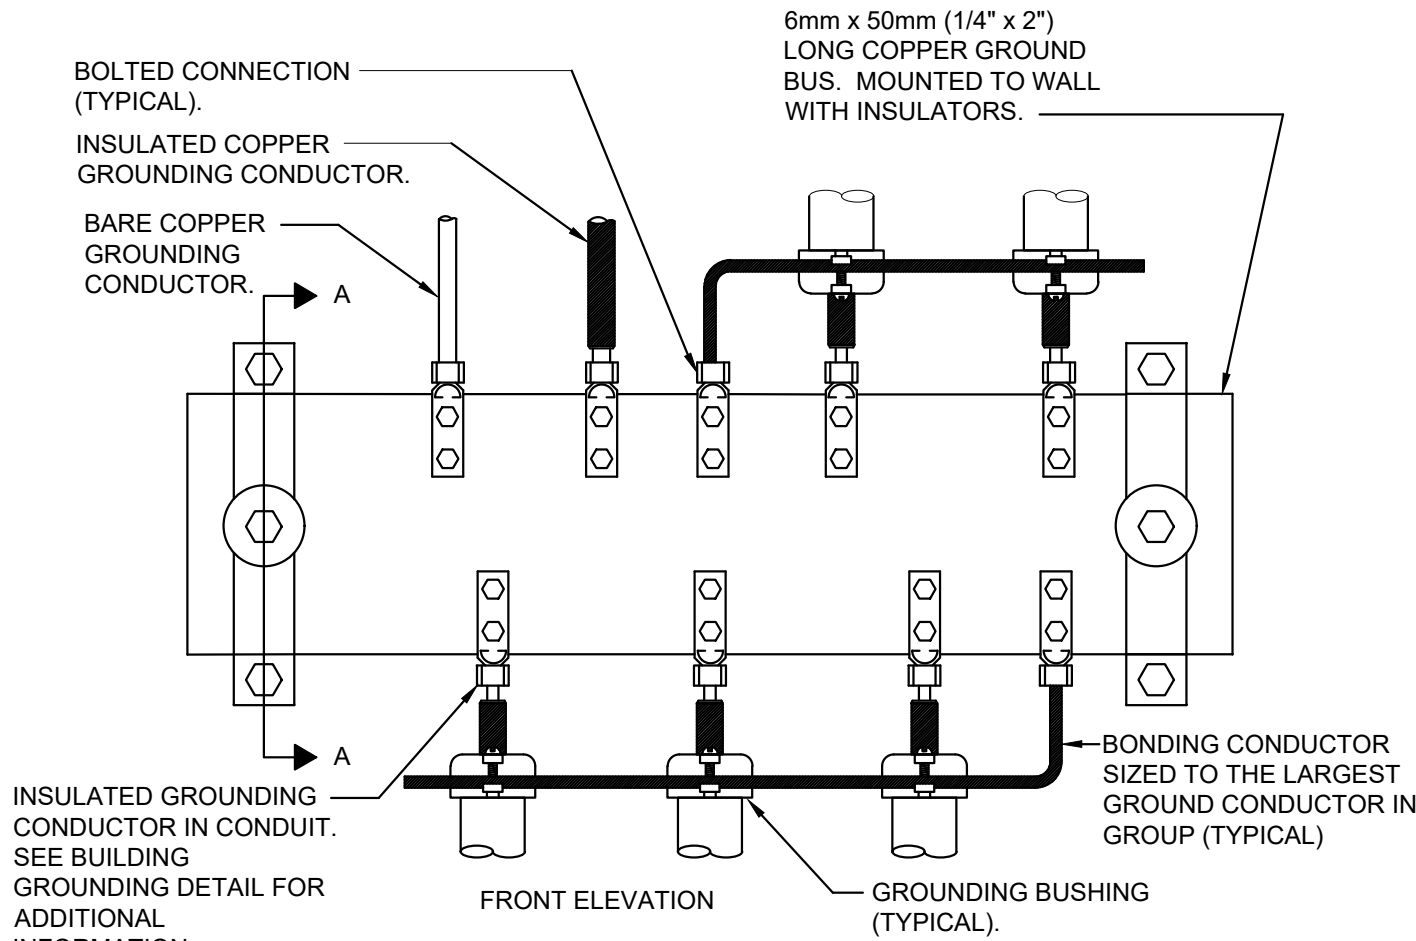 6mm x 50mm (1/4" x 2")
LONG COPPER GROUND
BUS.  MOUNTED TO WALL
WITH INSULATORS.
BOLTED CONNECTION
(TYPICAL).
INSULATED COPPER
GROUNDING CONDUCTOR.
BARE COPPER
GROUNDING
CONDUCTOR.
A
A
BONDING CONDUCTOR
SIZED TO THE LARGEST
GROUND CONDUCTOR IN
GROUP (TYPICAL)
INSULATED GROUNDING
CONDUCTOR IN CONDUIT.
SEE BUILDING
GROUNDING DETAIL FOR
ADDITIONAL
FRONT ELEVATION
GROUNDING BUSHING
(TYPICAL).